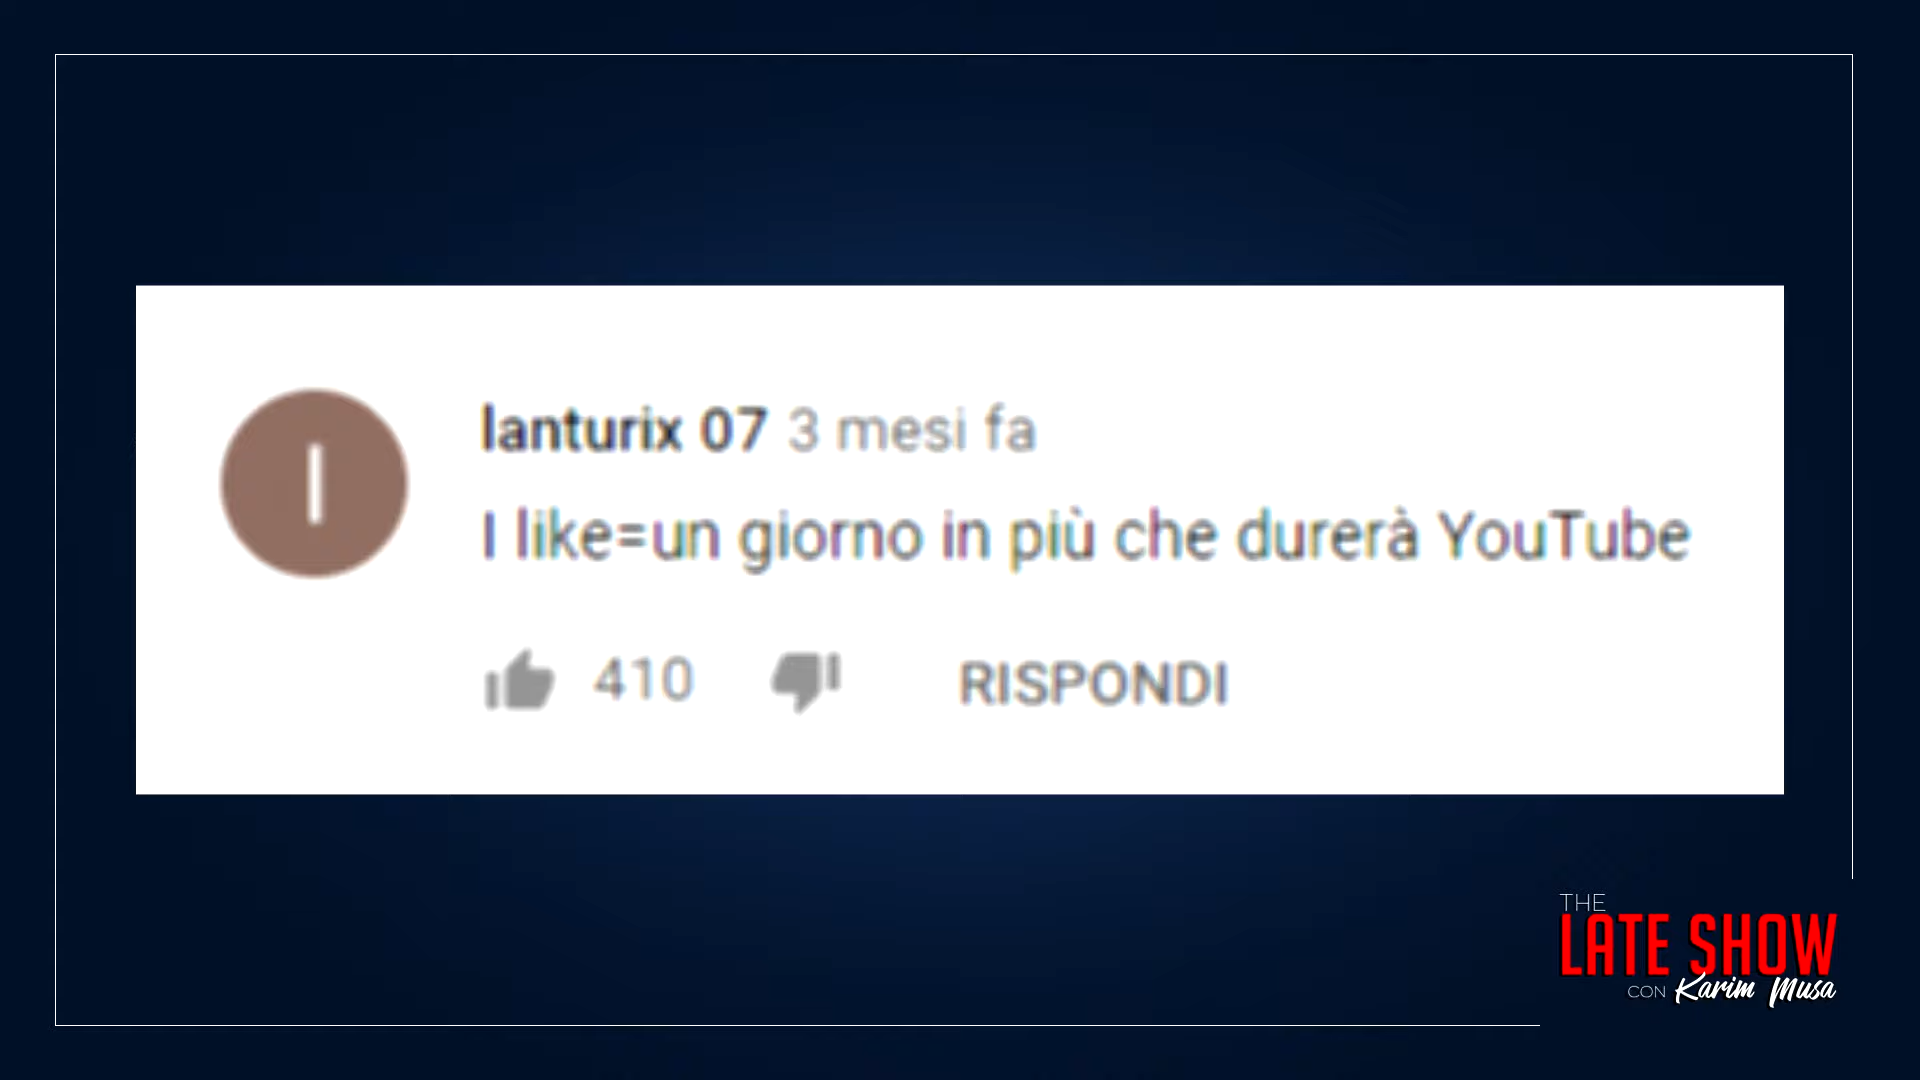 I
lanturix 07 3 mesi fa
I like=un giorno in più che durerà YouTube
410 RISPONDI
THE
LATE SHOW
CON Karim Musa